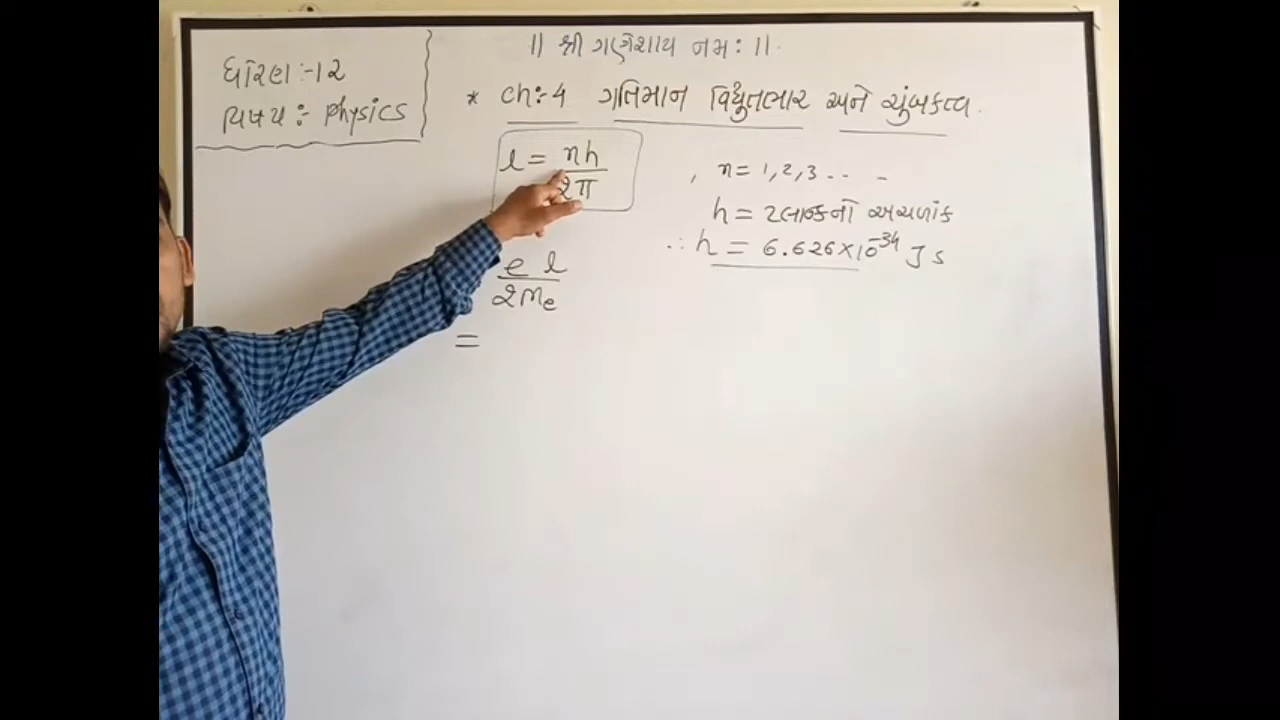 ॥ શ્રી ગણેશાય નમઃ ॥
ધોરણ :- 12
વિષય :- Physics
* Ch :- 4 ગતિમાન વિદ્યુતભાર અને ચુંબકત્વ.
l = nh / 2π , n = 1, 2, 3 ... -
h = પ્લાન્કનો અચળાંક
∴ h = 6.626 × 10^-34 J s
e l / 2me
=